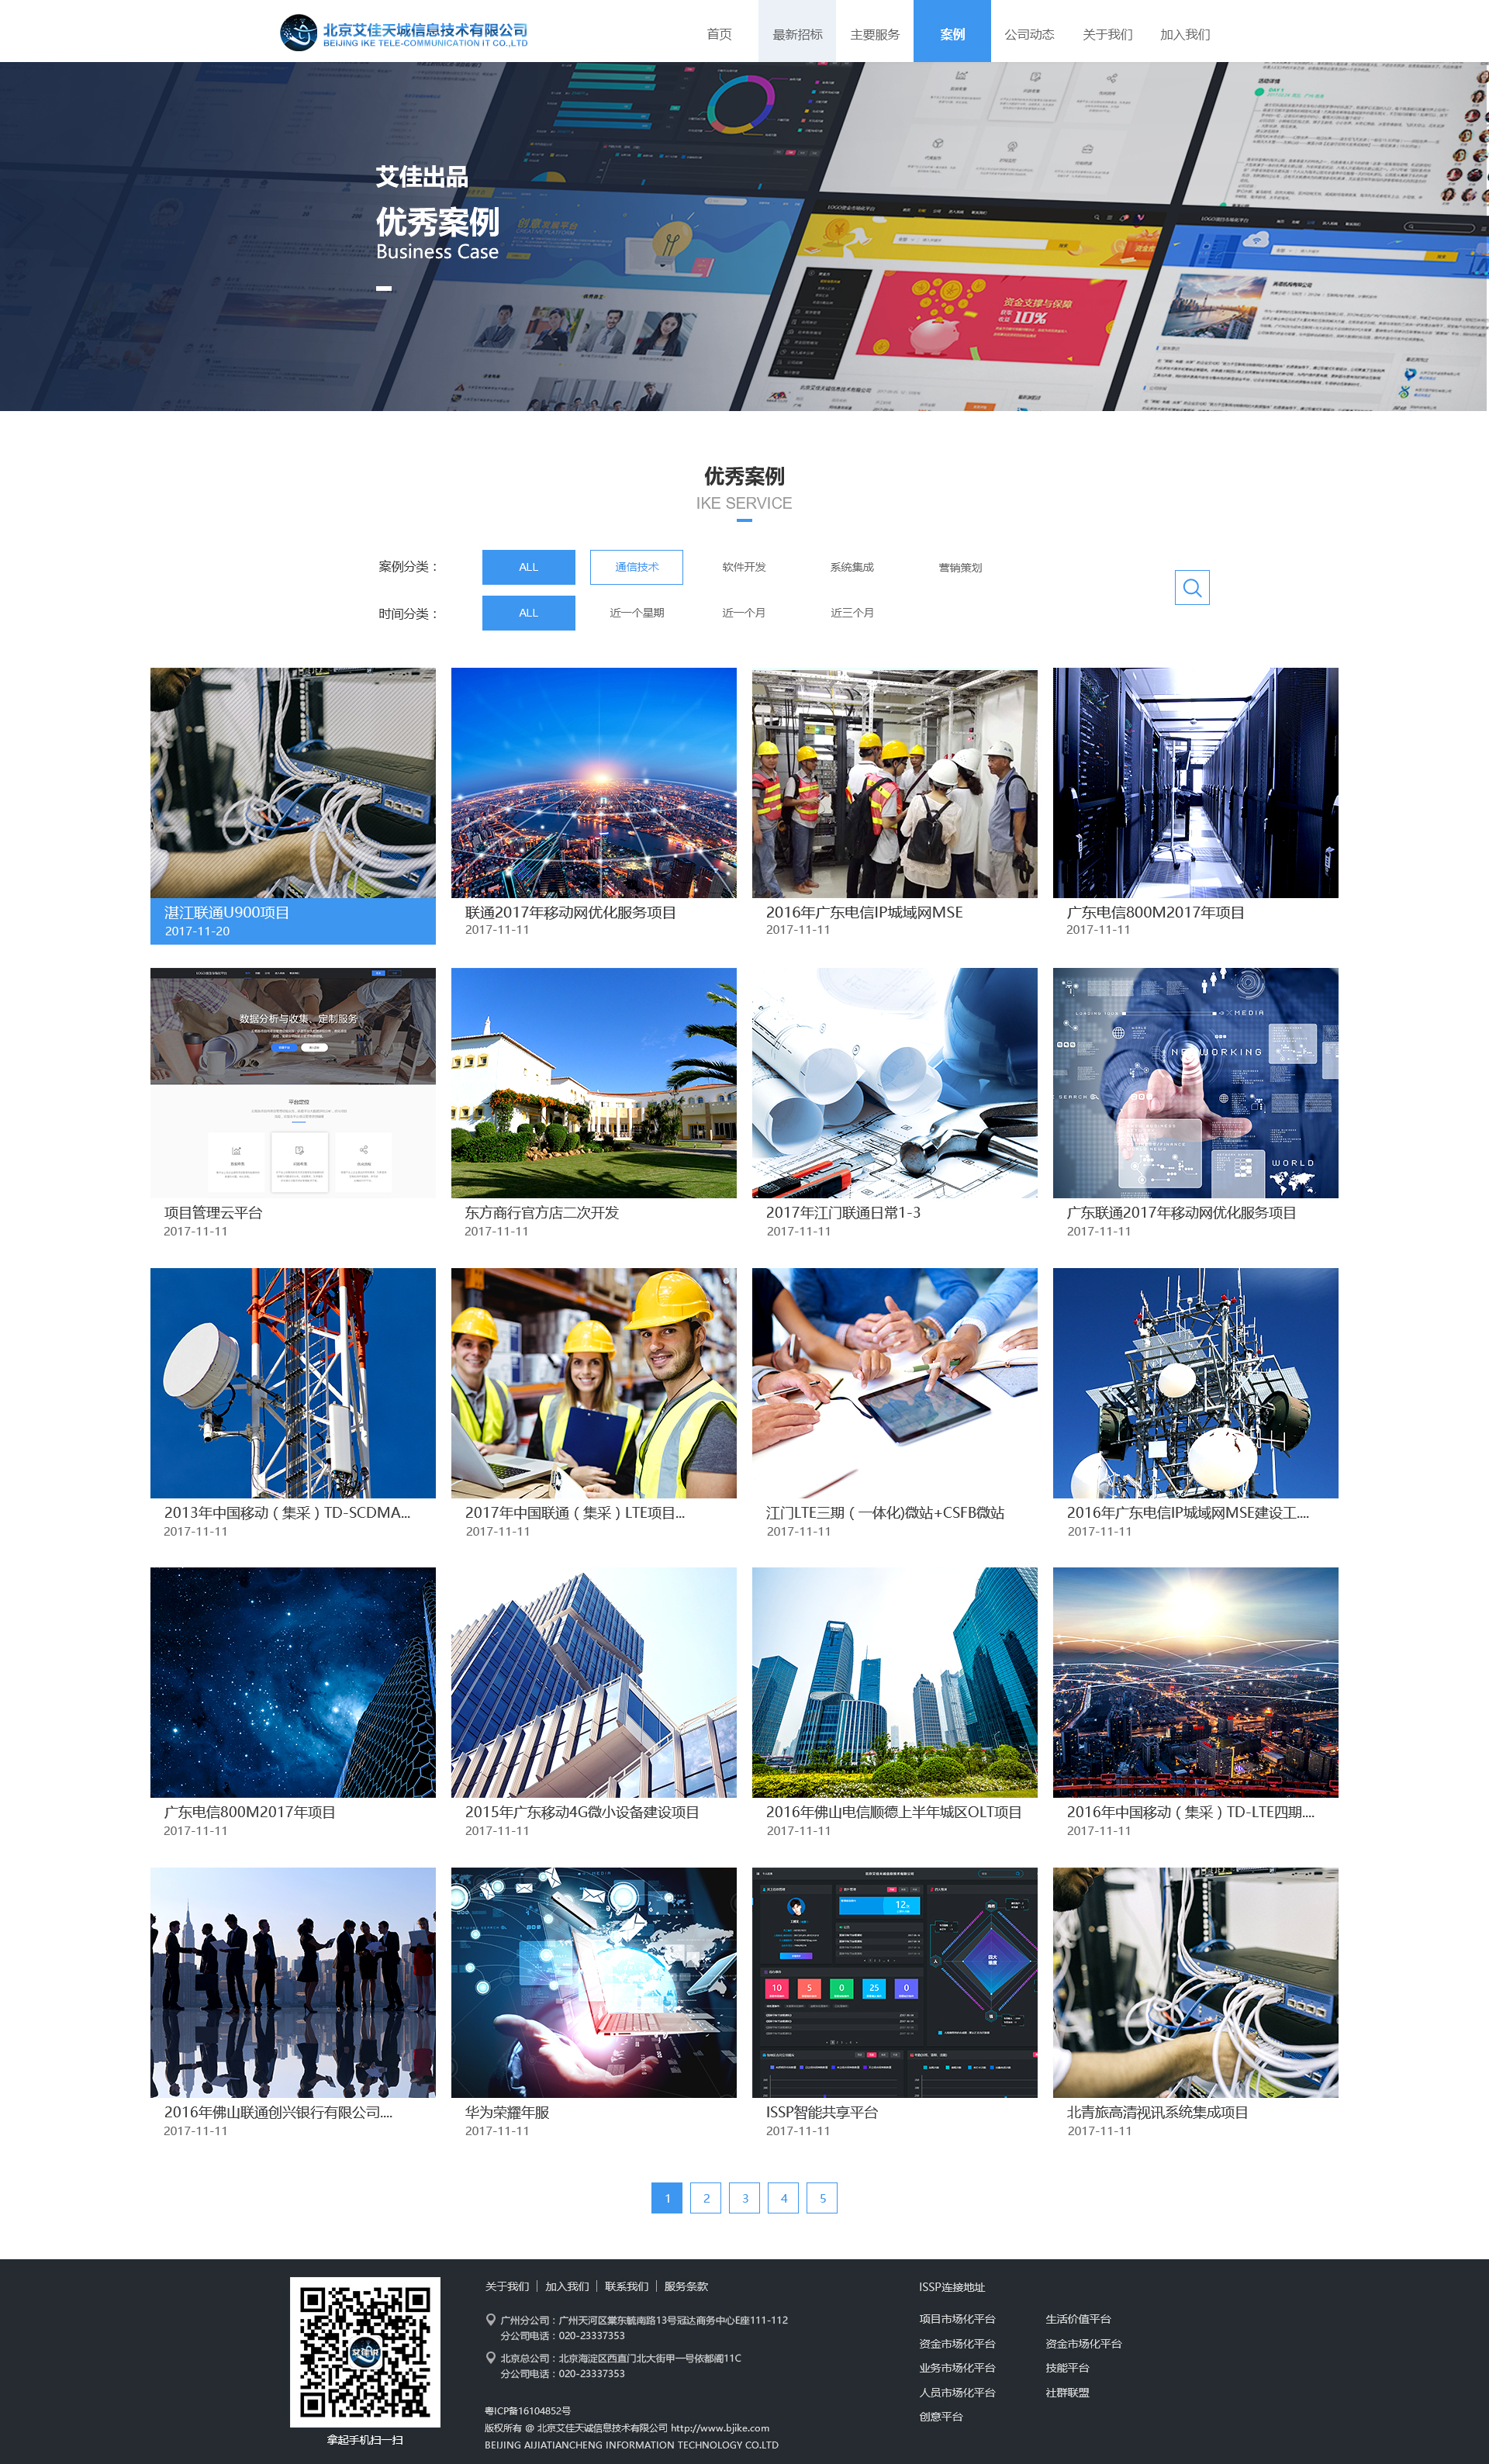 北京艾佳天诚信息技术有限公司
BEIJING IKE TELE-COMMUNICATION IT CO.,LTD
首页
最新招标
主要服务
案例
公司动态
关于我们
加入我们
艾佳出品
优秀案例
Business Case
创意发展平台
资金支持与保障
10%
优秀案例
IKE SERVICE
案例分类：
ALL
通信技术
软件开发
系统集成
营销策划
时间分类：
ALL
近一个星期
近一个月
近三个月
湛江联通U900项目
2017-11-20
联通2017年移动网优化服务项目
2017-11-11
2016年广东电信IP城域网MSE
2017-11-11
广东电信800M2017年项目
2017-11-11
数据分析与收集、定制服务
平台定位
NETWORKING
MEDIA
WORLD
项目管理云平台
2017-11-11
东方商行官方店二次开发
2017-11-11
2017年江门联通日常1-3
2017-11-11
广东联通2017年移动网优化服务项目
2017-11-11
2013年中国移动（集采）TD-SCDMA...
2017-11-11
2017年中国联通（集采）LTE项目...
2017-11-11
江门LTE三期（一体化)微站+CSFB微站
2017-11-11
2016年广东电信IP城域网MSE建设工....
2017-11-11
广东电信800M2017年项目
2017-11-11
2015年广东移动4G微小设备建设项目
2017-11-11
2016年佛山电信顺德上半年城区OLT项目
2017-11-11
2016年中国移动（集采）TD-LTE四期....
2017-11-11
2016年佛山联通创兴银行有限公司....
2017-11-11
华为荣耀年服
2017-11-11
ISSP智能共享平台
2017-11-11
北青旅高清视讯系统集成项目
2017-11-11
1
2
3
4
5
关于我们
加入我们
联系我们
服务条款
广州分公司：广州天河区棠东毓南路13号冠达商务中心E座111-112
分公司电话：020-23337353
北京总公司：北京海淀区西直门北大街甲一号依都阁11C
分公司电话：020-23337353
粤ICP备16104852号
版权所有 @ 北京艾佳天诚信息技术有限公司 http://www.bjike.com
BEIJING AIJIATIANCHENG INFORMATION TECHNOLOGY CO.LTD
拿起手机扫一扫
ISSP连接地址
项目市场化平台
生活价值平台
资金市场化平台
资金市场化平台
业务市场化平台
技能平台
人员市场化平台
社群联盟
创意平台